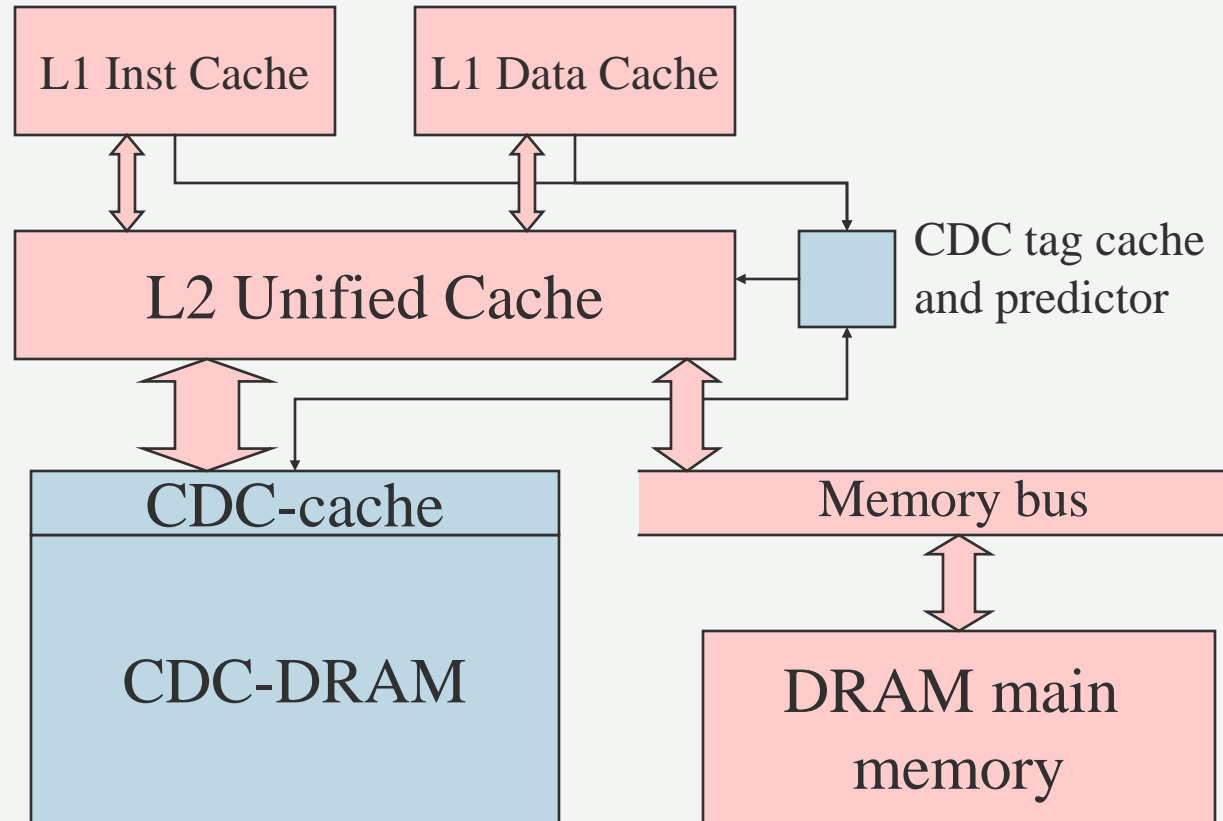 L1 Inst Cache
L1 Data Cache
CDC tag cache
and predictor
L2 Unified Cache
CDC-cache
Memory bus
CDC-DRAM
DRAM main
memory